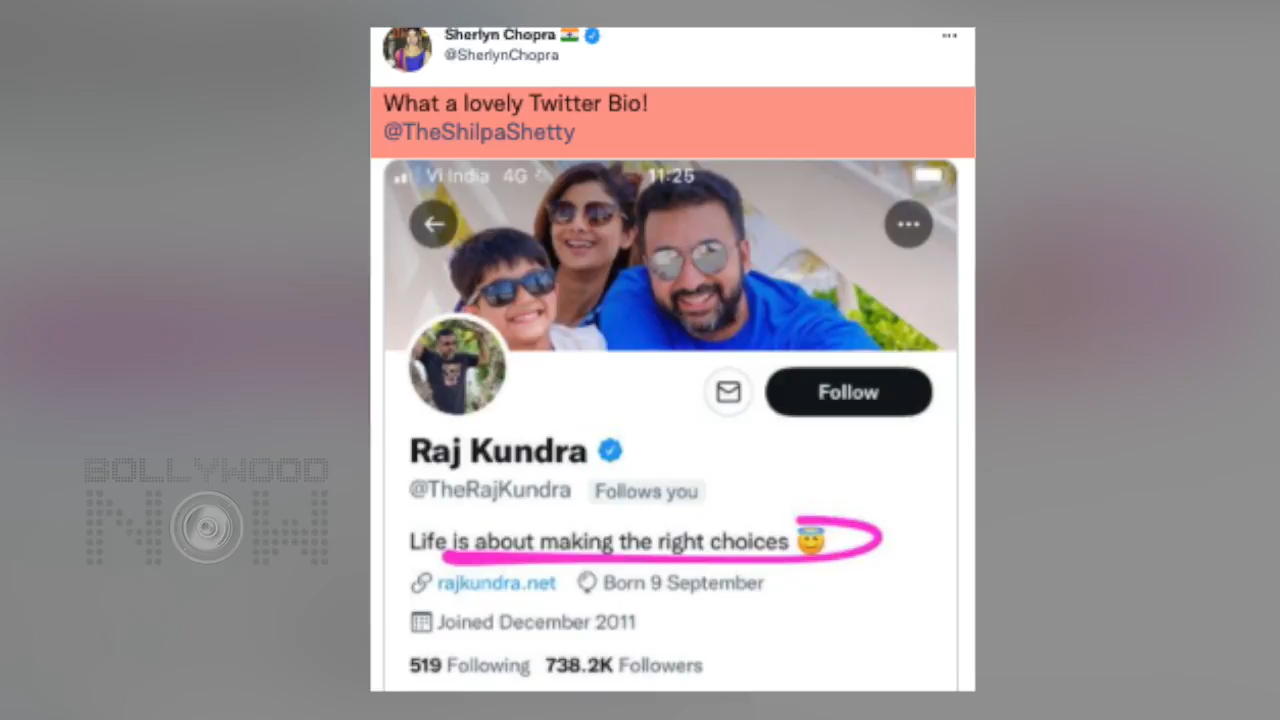 Sherlyn Chopra
@SherlynChopra
What a lovely Twitter Bio!
@TheShilpaShetty
Vi India 4G 11:25
Follow
Raj Kundra
@TheRajKundra Follows you
Life is about making the right choices 😇
rajkundra.net Born 9 September
Joined December 2011
519 Following 738.2K Followers
BOLLYWOOD
NOW